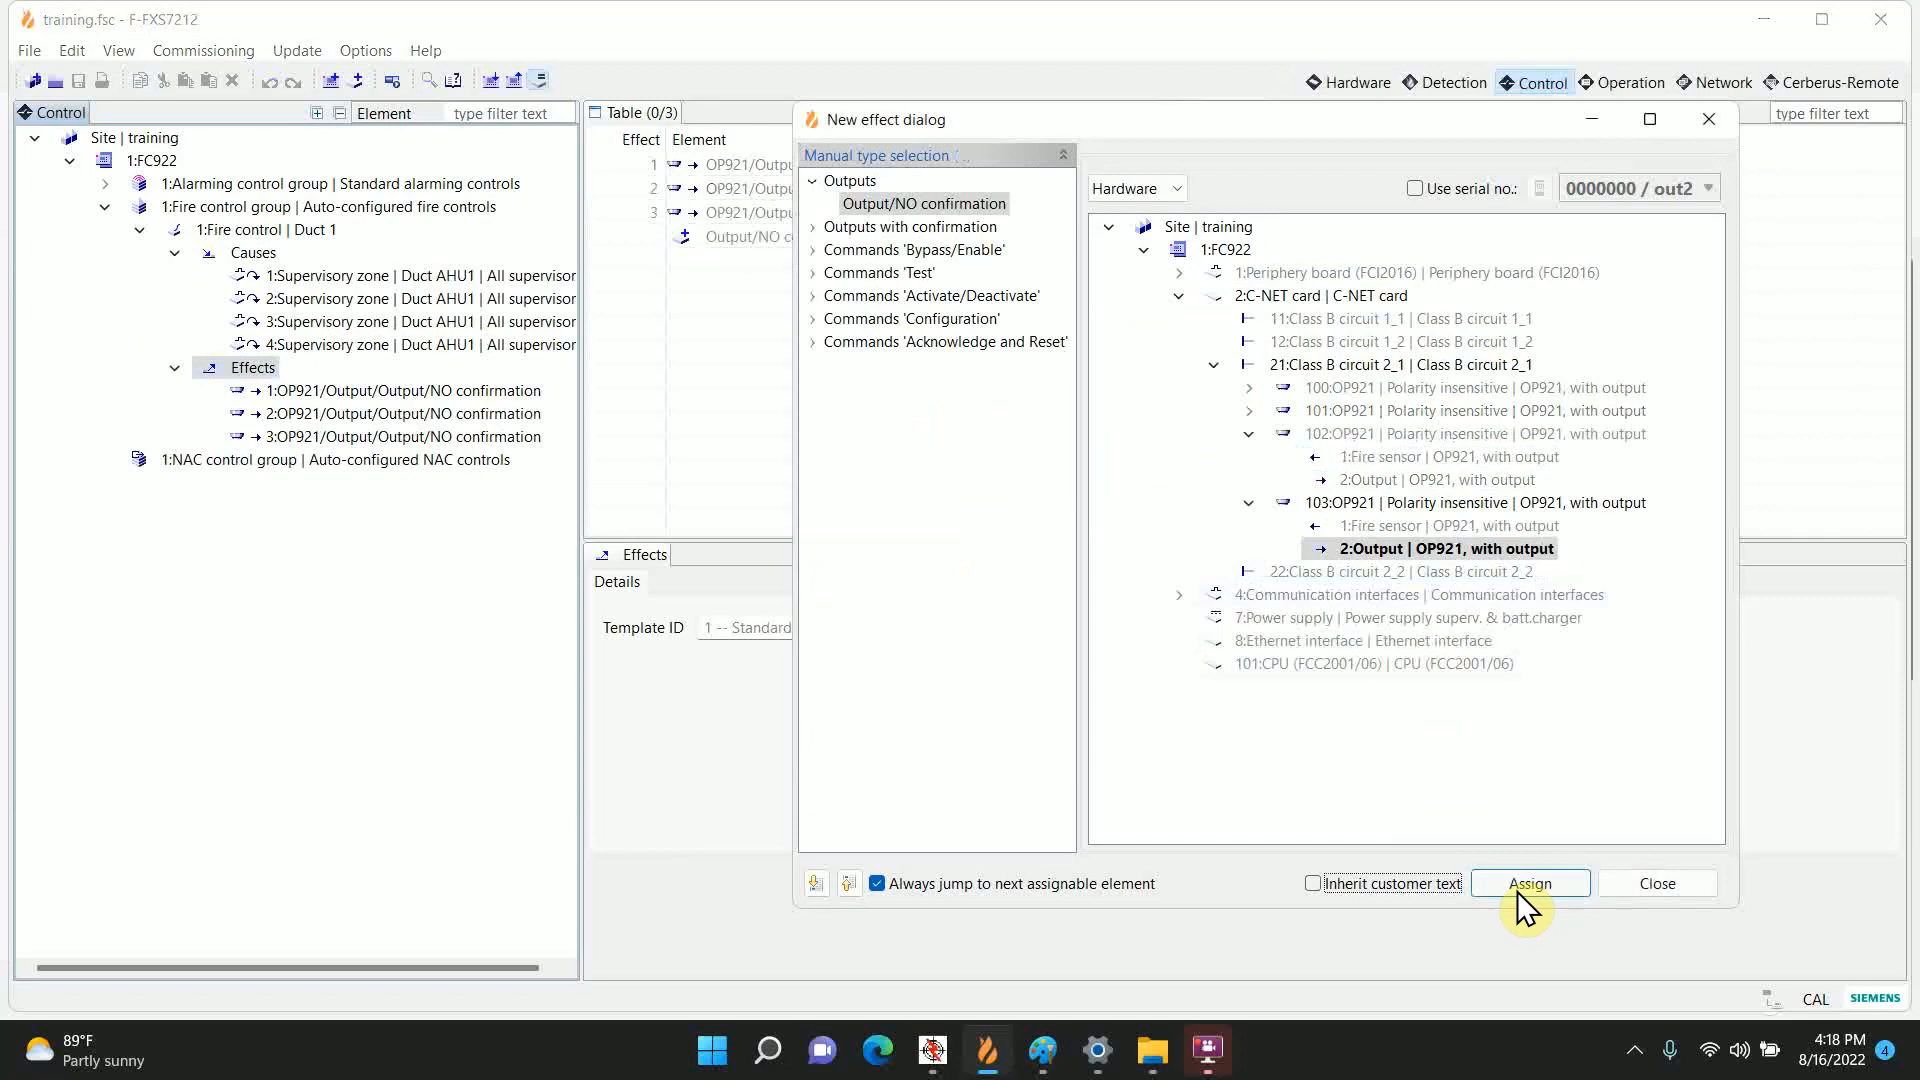 training.fsc - F-FXS7212
File Edit View Commissioning Update Options Help
Hardware Detection Control Operation Network Cerberus-Remote
Control Element type filter text
Site | training
1:FC922
1:Alarming control group | Standard alarming controls
1:Fire control group | Auto-configured fire controls
1:Fire control | Duct 1
Causes
1:Supervisory zone | Duct AHU1 | All supervisor
2:Supervisory zone | Duct AHU1 | All supervisor
3:Supervisory zone | Duct AHU1 | All supervisor
4:Supervisory zone | Duct AHU1 | All supervisor
Effects
1:OP921/Output/Output/NO confirmation
2:OP921/Output/Output/NO confirmation
3:OP921/Output/Output/NO confirmation
1:NAC control group | Auto-configured NAC controls
Table (0/3)
type filter text
Effect Element
1 OP921/Outpu
2 OP921/Outpu
3 OP921/Outpu
Output/NO c
Effects
Details
Template ID 1 -- Standard
New effect dialog
Manual type selection (...
Outputs
Output/NO confirmation
Outputs with confirmation
Commands 'Bypass/Enable'
Commands 'Test'
Commands 'Activate/Deactivate'
Commands 'Configuration'
Commands 'Acknowledge and Reset'
Hardware
Use serial no.: 0000000 / out2
Site | training
1:FC922
1:Periphery board (FCI2016) | Periphery board (FCI2016)
2:C-NET card | C-NET card
11:Class B circuit 1_1 | Class B circuit 1_1
12:Class B circuit 1_2 | Class B circuit 1_2
21:Class B circuit 2_1 | Class B circuit 2_1
100:OP921 | Polarity insensitive | OP921, with output
101:OP921 | Polarity insensitive | OP921, with output
102:OP921 | Polarity insensitive | OP921, with output
1:Fire sensor | OP921, with output
2:Output | OP921, with output
103:OP921 | Polarity insensitive | OP921, with output
1:Fire sensor | OP921, with output
2:Output | OP921, with output
22:Class B circuit 2_2 | Class B circuit 2_2
4:Communication interfaces | Communication interfaces
7:Power supply | Power supply superv. & batt.charger
8:Ethernet interface | Ethernet interface
101:CPU (FCC2001/06) | CPU (FCC2001/06)
Always jump to next assignable element
Inherit customer text Assign Close
CAL SIEMENS
89°F
Partly sunny
4:18 PM
8/16/2022
4